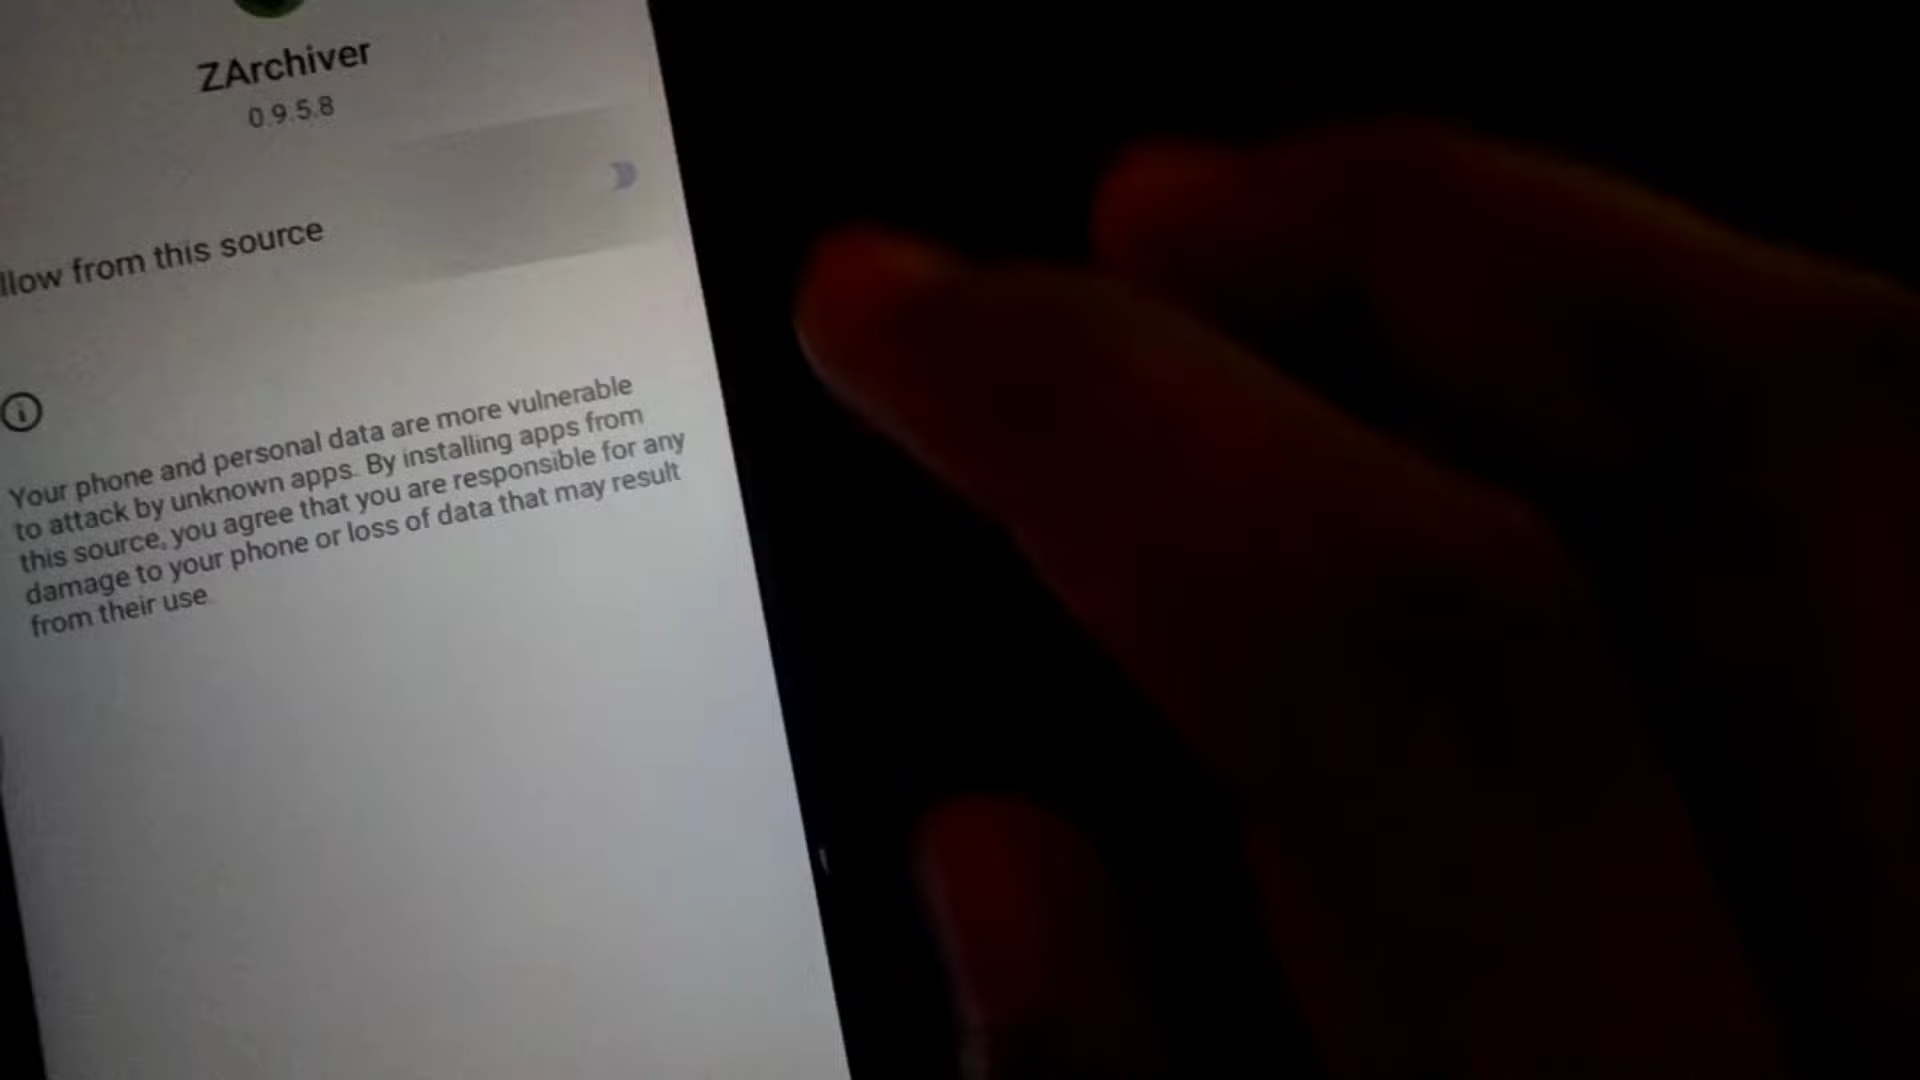 ZArchiver
0.9.5.8
llow from this source
Your phone and personal data are more vulnerable
to attack by unknown apps. By installing apps from
this source, you agree that you are responsible for any
damage to your phone or loss of data that may result
from their use.